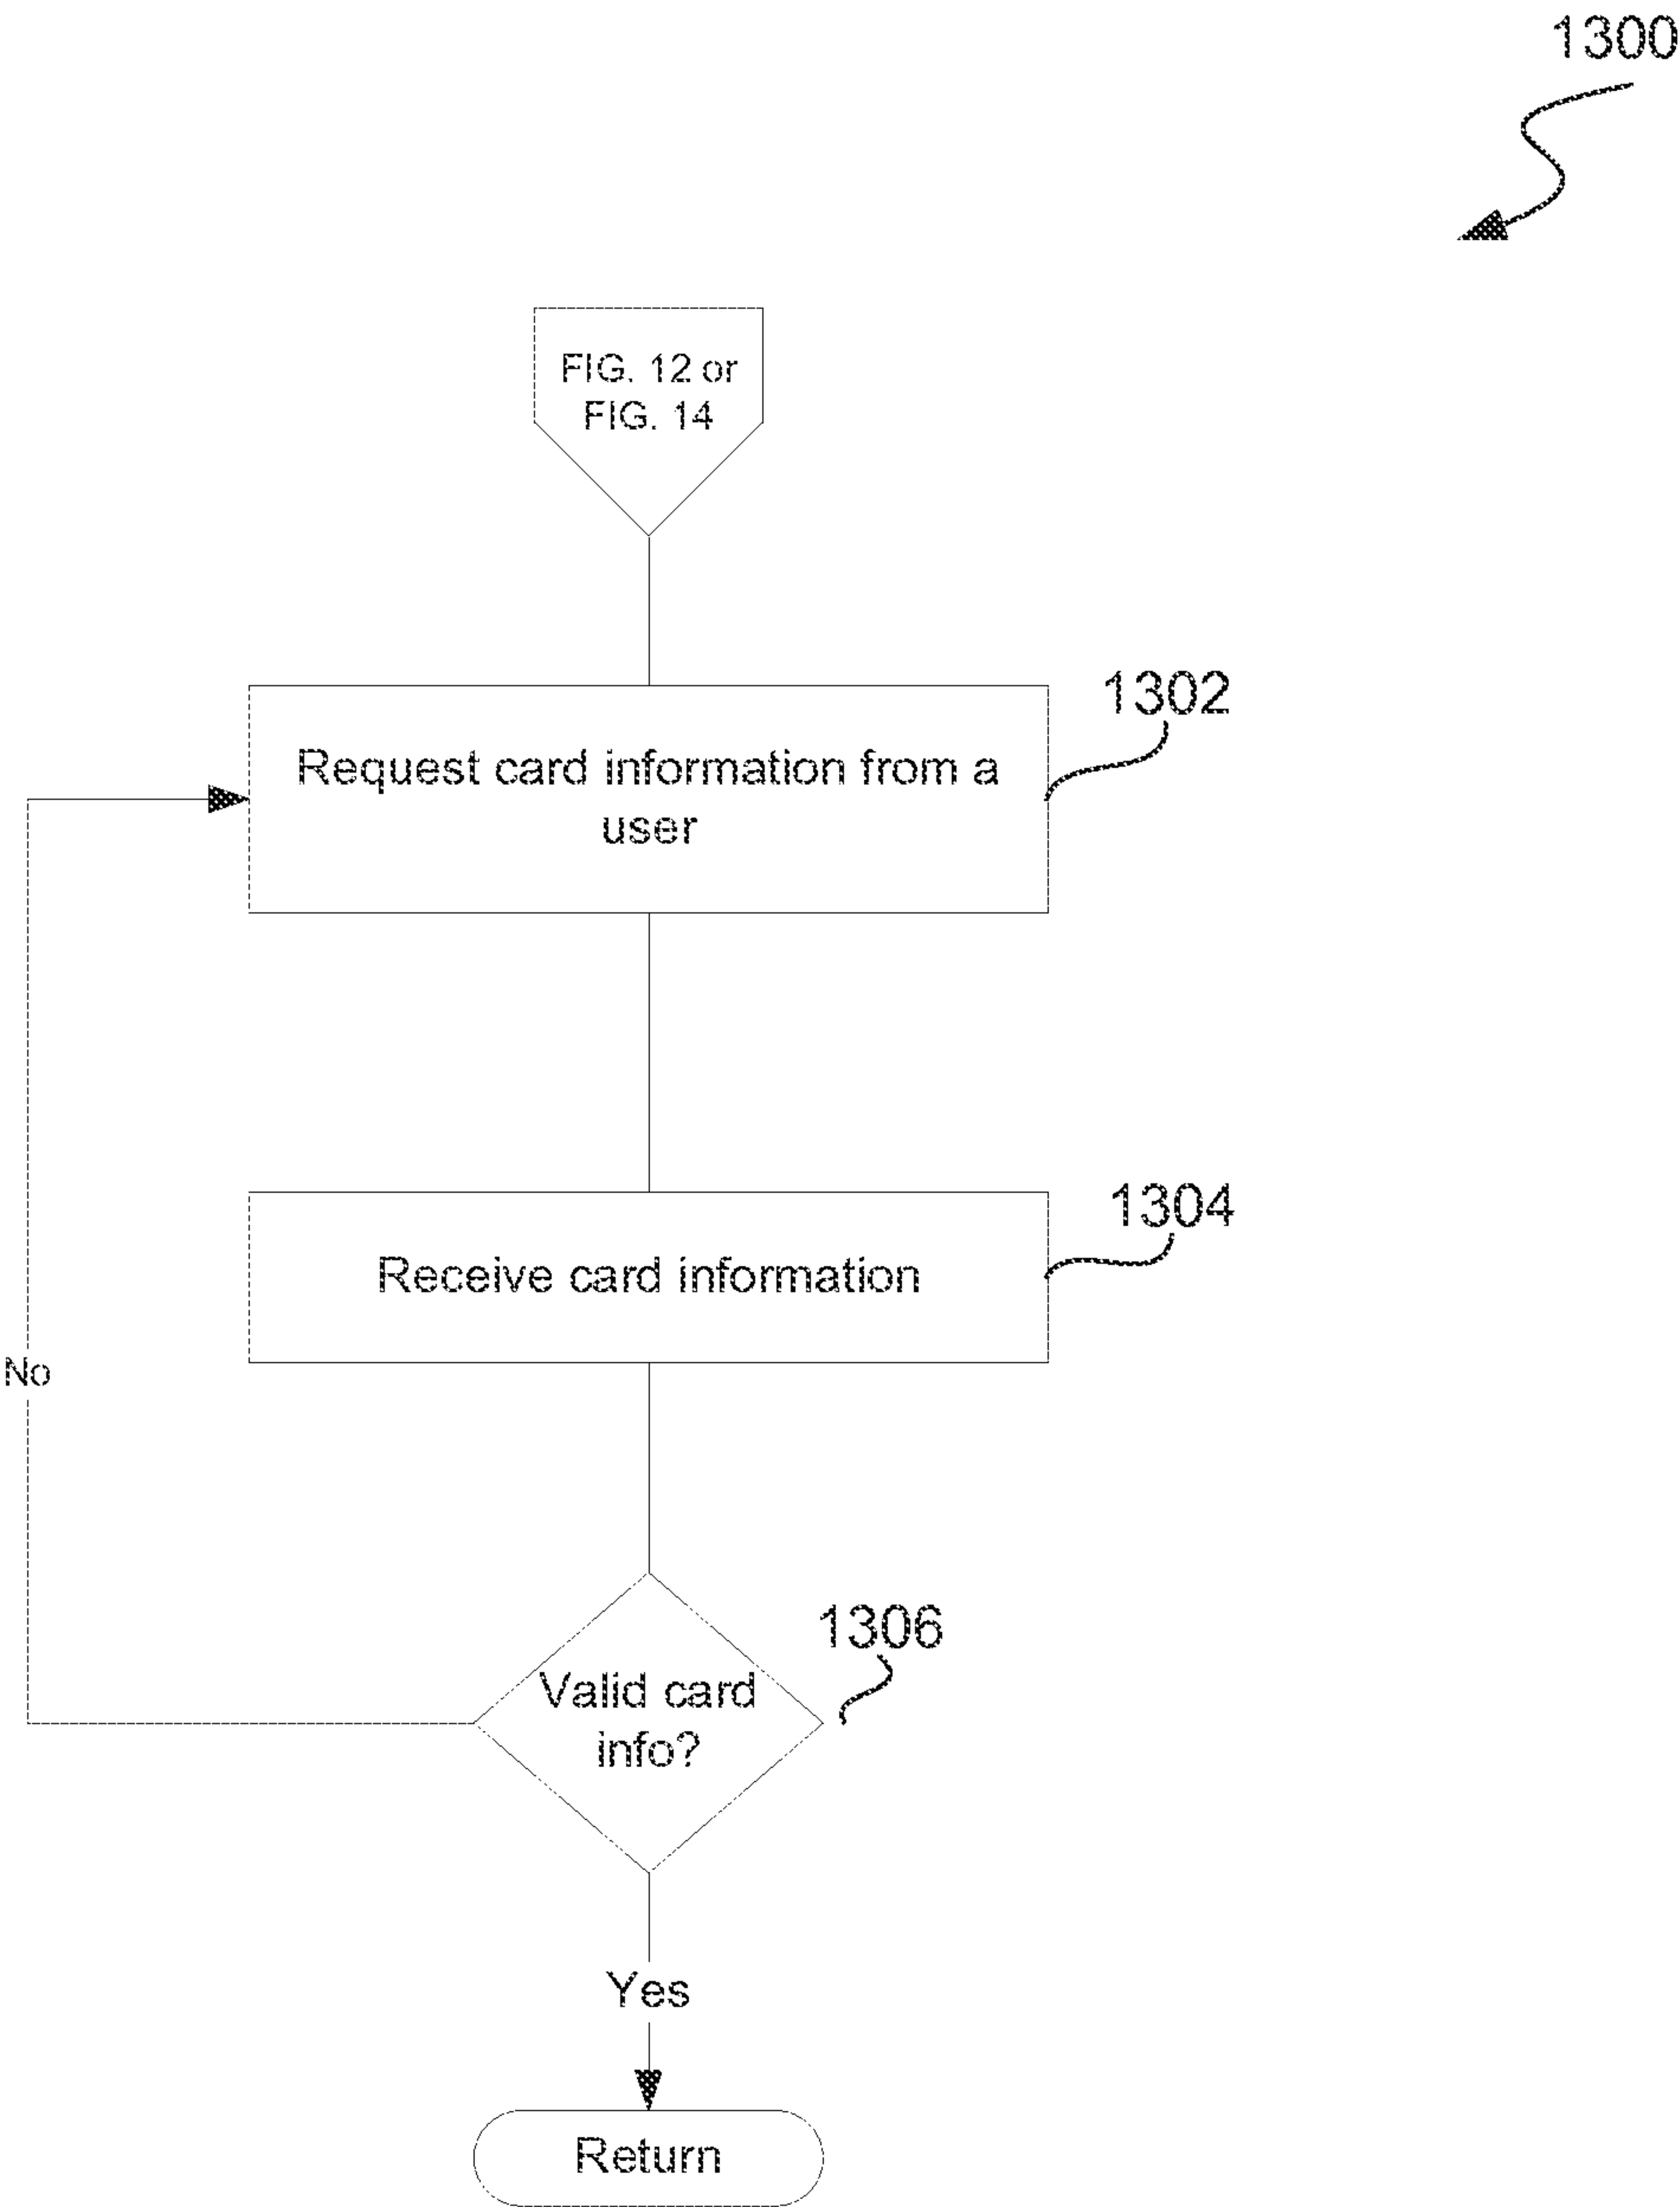 1300
FIG. 12 or
FIG. 14
1302
Request card information from a
user
1304
Receive card information
No
1306
Valid card
info?
Yes
Return